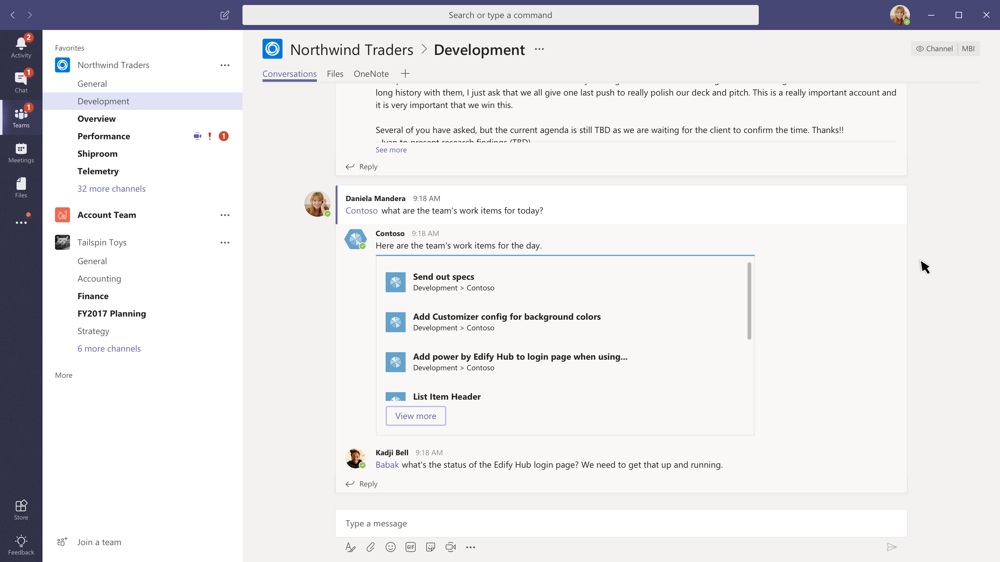 Search or type a command
2
Activity
1
Chat
1
Teams
Meetings
Files
Store
Feedback
Favorites
Northwind Traders
General
Development
Overview
Performance
1
Shiproom
Telemetry
32 more channels
Account Team
Tailspin Toys
General
Accounting
Finance
FY2017 Planning
Strategy
6 more channels
More
Join a team
Northwind Traders > Development
Channel | MBI
Conversations Files OneNote
long history with them, I just ask that we all give one last push to really polish our deck and pitch. This is a really important account and
it is very important that we win this.
Several of you have asked, but the current agenda is still TBD as we are waiting for the client to confirm the time. Thanks!!
Ivan to present research findings (TBD)
See more
Reply
Daniela Mandera 9:18 AM
Contoso what are the team's work items for today?
Contoso 9:18 AM
Here are the team's work items for the day.
Send out specs
Development > Contoso
Add Customizer config for background colors
Development > Contoso
Add power by Edify Hub to login page when using...
Development > Contoso
List Item Header
View more
Kadji Bell 9:18 AM
Babak what's the status of the Edify Hub login page? We need to get that up and running.
Reply
Type a message
GIF